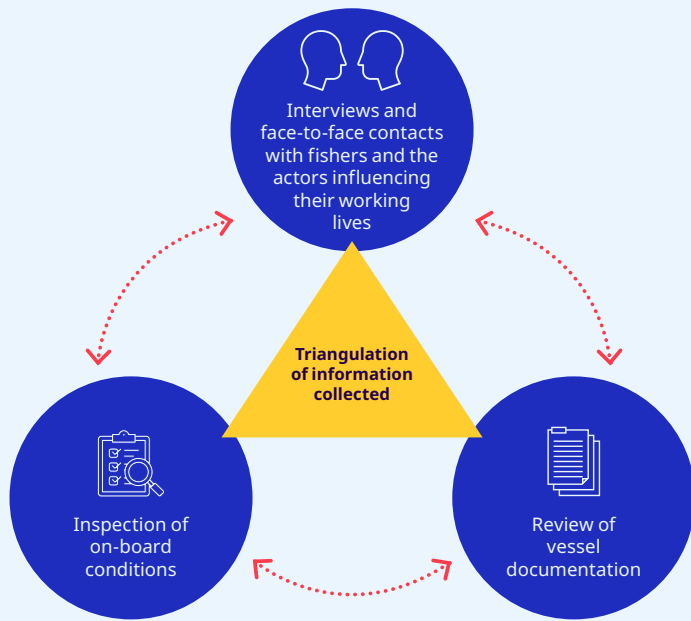 Interviews and
face-to-face contacts
with fishers and the
actors influencing
their working
lives
Triangulation
of information
collected
Inspection of
on-board
conditions
Review of
vessel
documentation